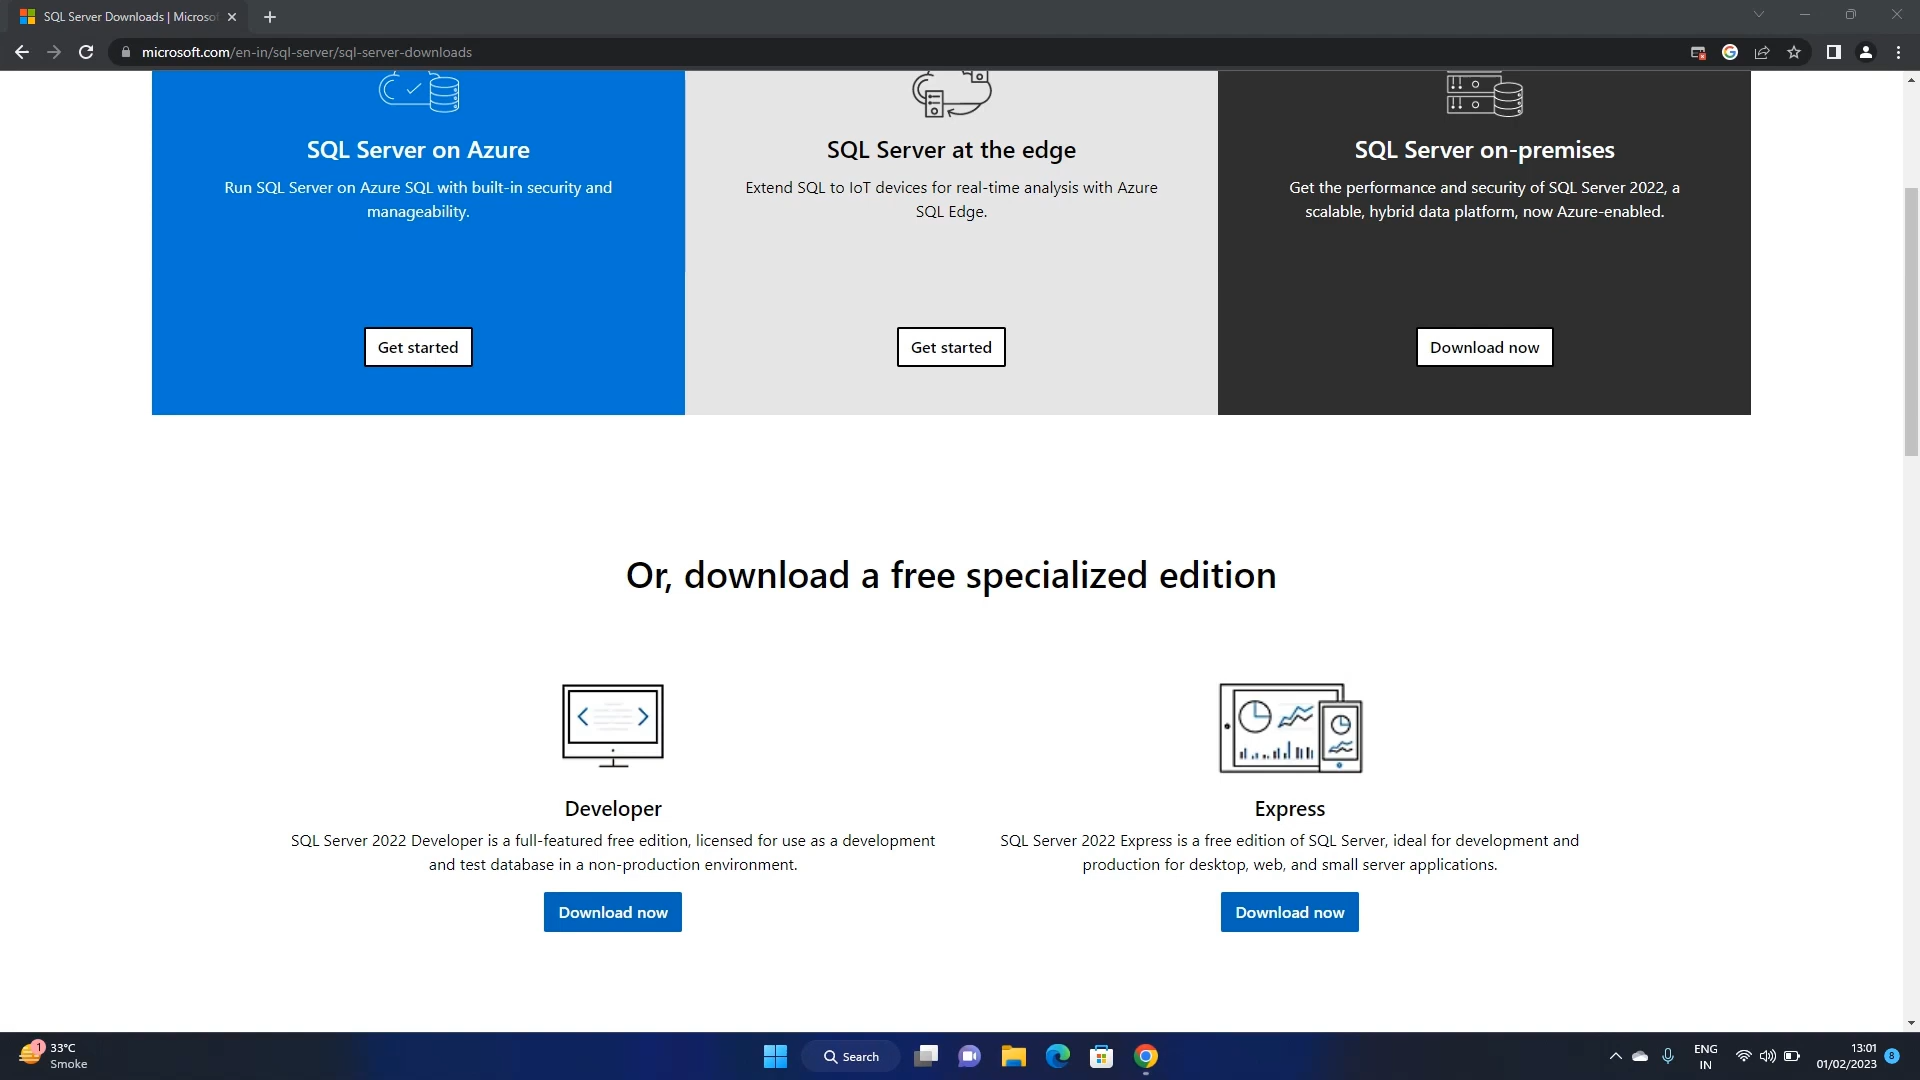 SQL Server Downloads | Microso
microsoft.com/en-in/sql-server/sql-server-downloads
SQL Server on Azure
Run SQL Server on Azure SQL with built-in security and
manageability.
Get started
SQL Server at the edge
Extend SQL to IoT devices for real-time analysis with Azure
SQL Edge.
Get started
SQL Server on-premises
Get the performance and security of SQL Server 2022, a
scalable, hybrid data platform, now Azure-enabled.
Download now
Or, download a free specialized edition
Developer
SQL Server 2022 Developer is a full-featured free edition, licensed for use as a development
and test database in a non-production environment.
Download now
Express
SQL Server 2022 Express is a free edition of SQL Server, ideal for development and
production for desktop, web, and small server applications.
Download now
1
33°C
Smoke
Search
ENG
IN
13:01
01/02/2023
8